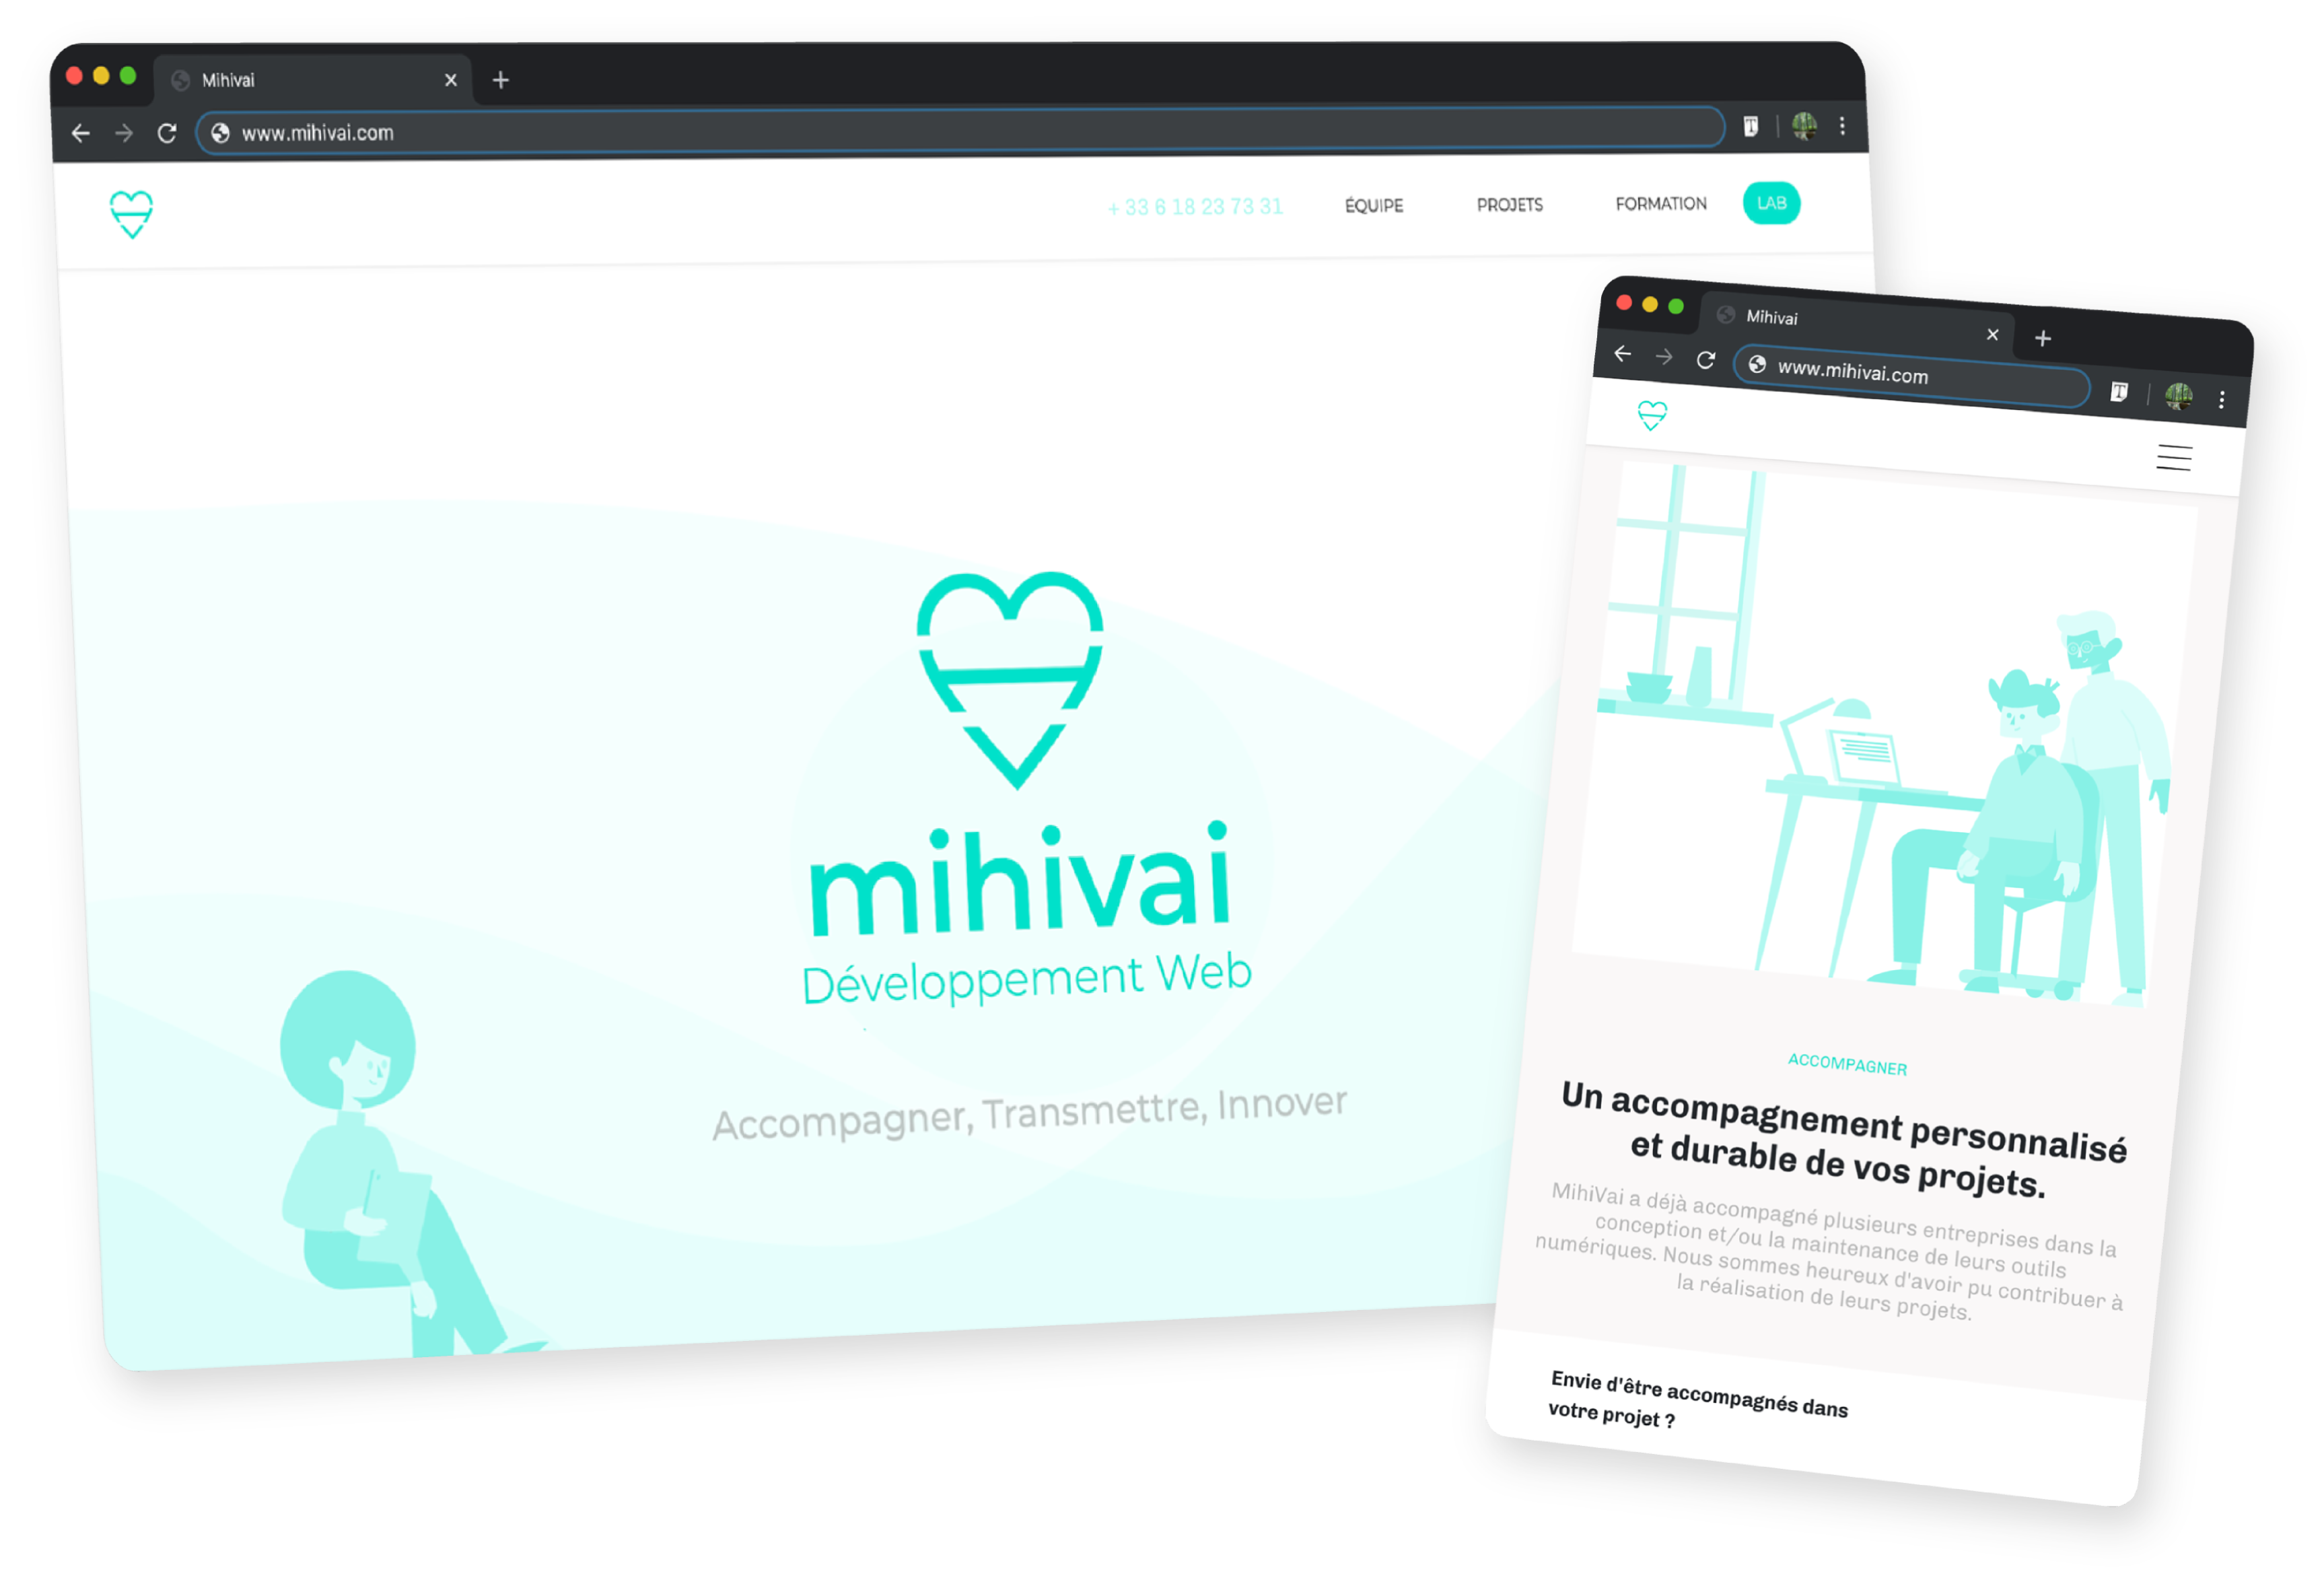 Mihivai
www.mihivai.com
+ 33 6 18 23 73 31
ÉQUIPE
PROJETS
FORMATION
LAB
mihivai
Développement Web
Accompagner, Transmettre, Innover
Mihivai
www.mihivai.com
ACCOMPAGNER
Un accompagnement personnalisé
et durable de vos projets.
MihiVai a déjà accompagné plusieurs entreprises dans la
conception et/ou la maintenance de leurs outils
numériques. Nous sommes heureux d'avoir pu contribuer à
la réalisation de leurs projets.
Envie d'être accompagnés dans
votre projet ?